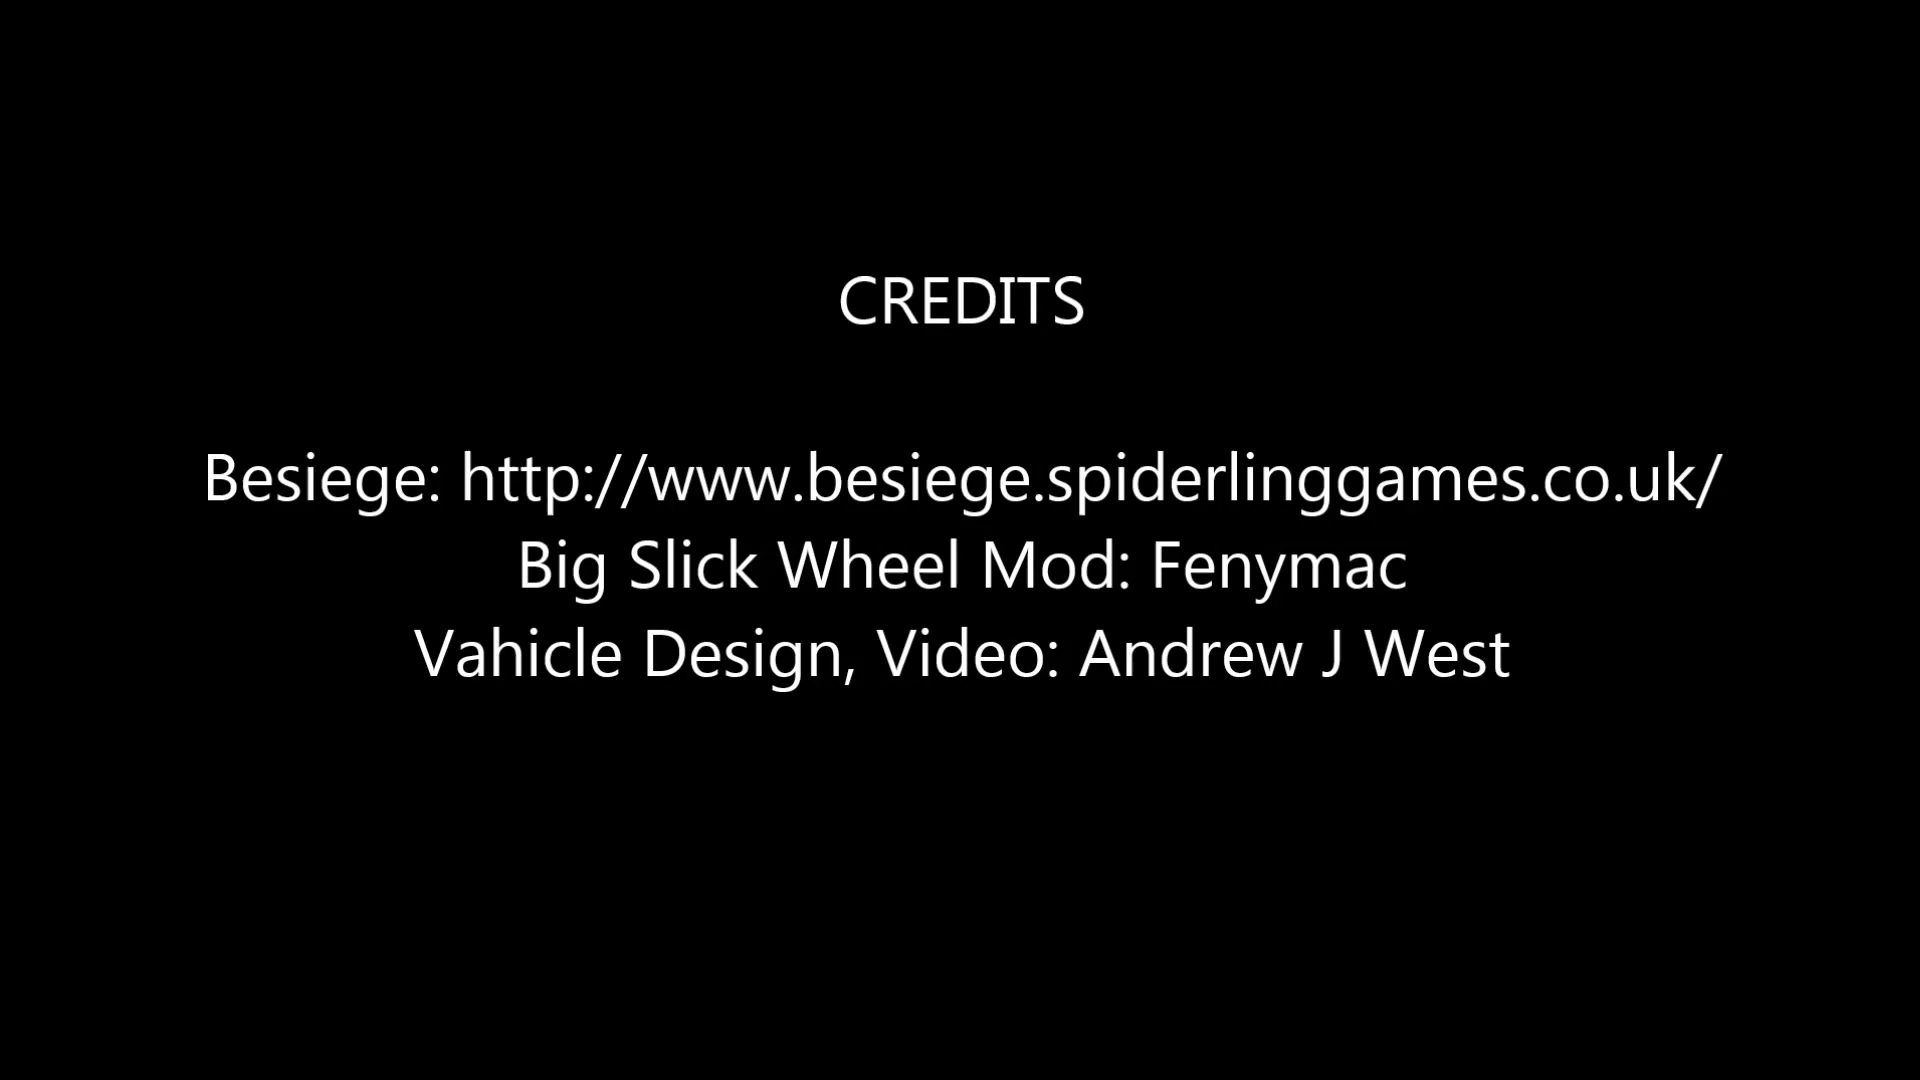 CREDITS
Besiege: http://www.besiege.spiderlinggames.co.uk/
Big Slick Wheel Mod: Fenymac
Vahicle Design, Video: Andrew J West